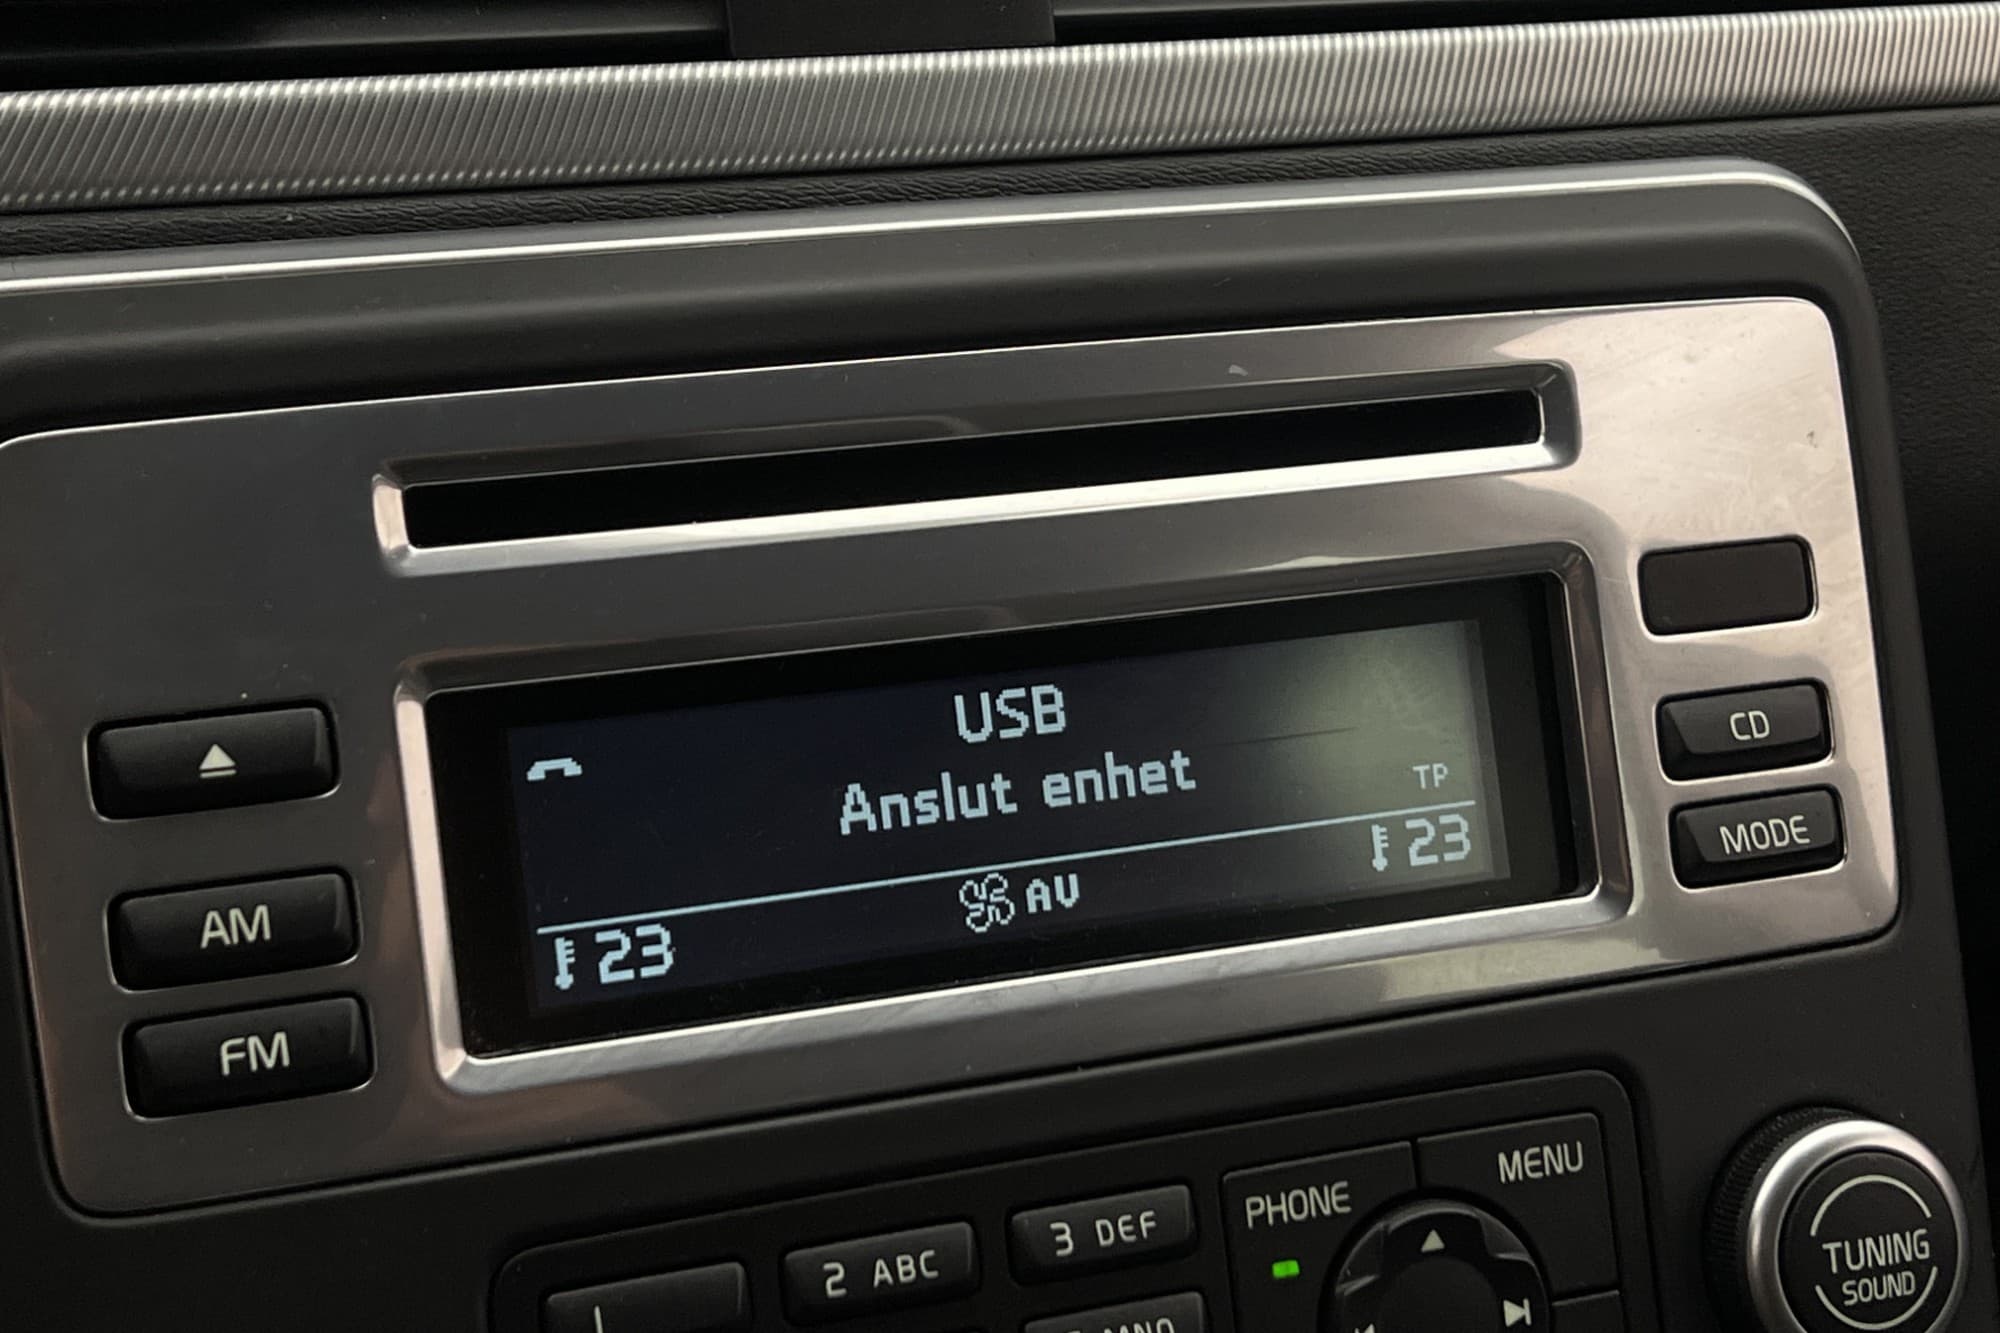 USB
Anslut enhet
TP
23
AV
23
AM
FM
CD
MODE
2 ABC
3 DEF
PHONE
MENU
TUNING
SOUND